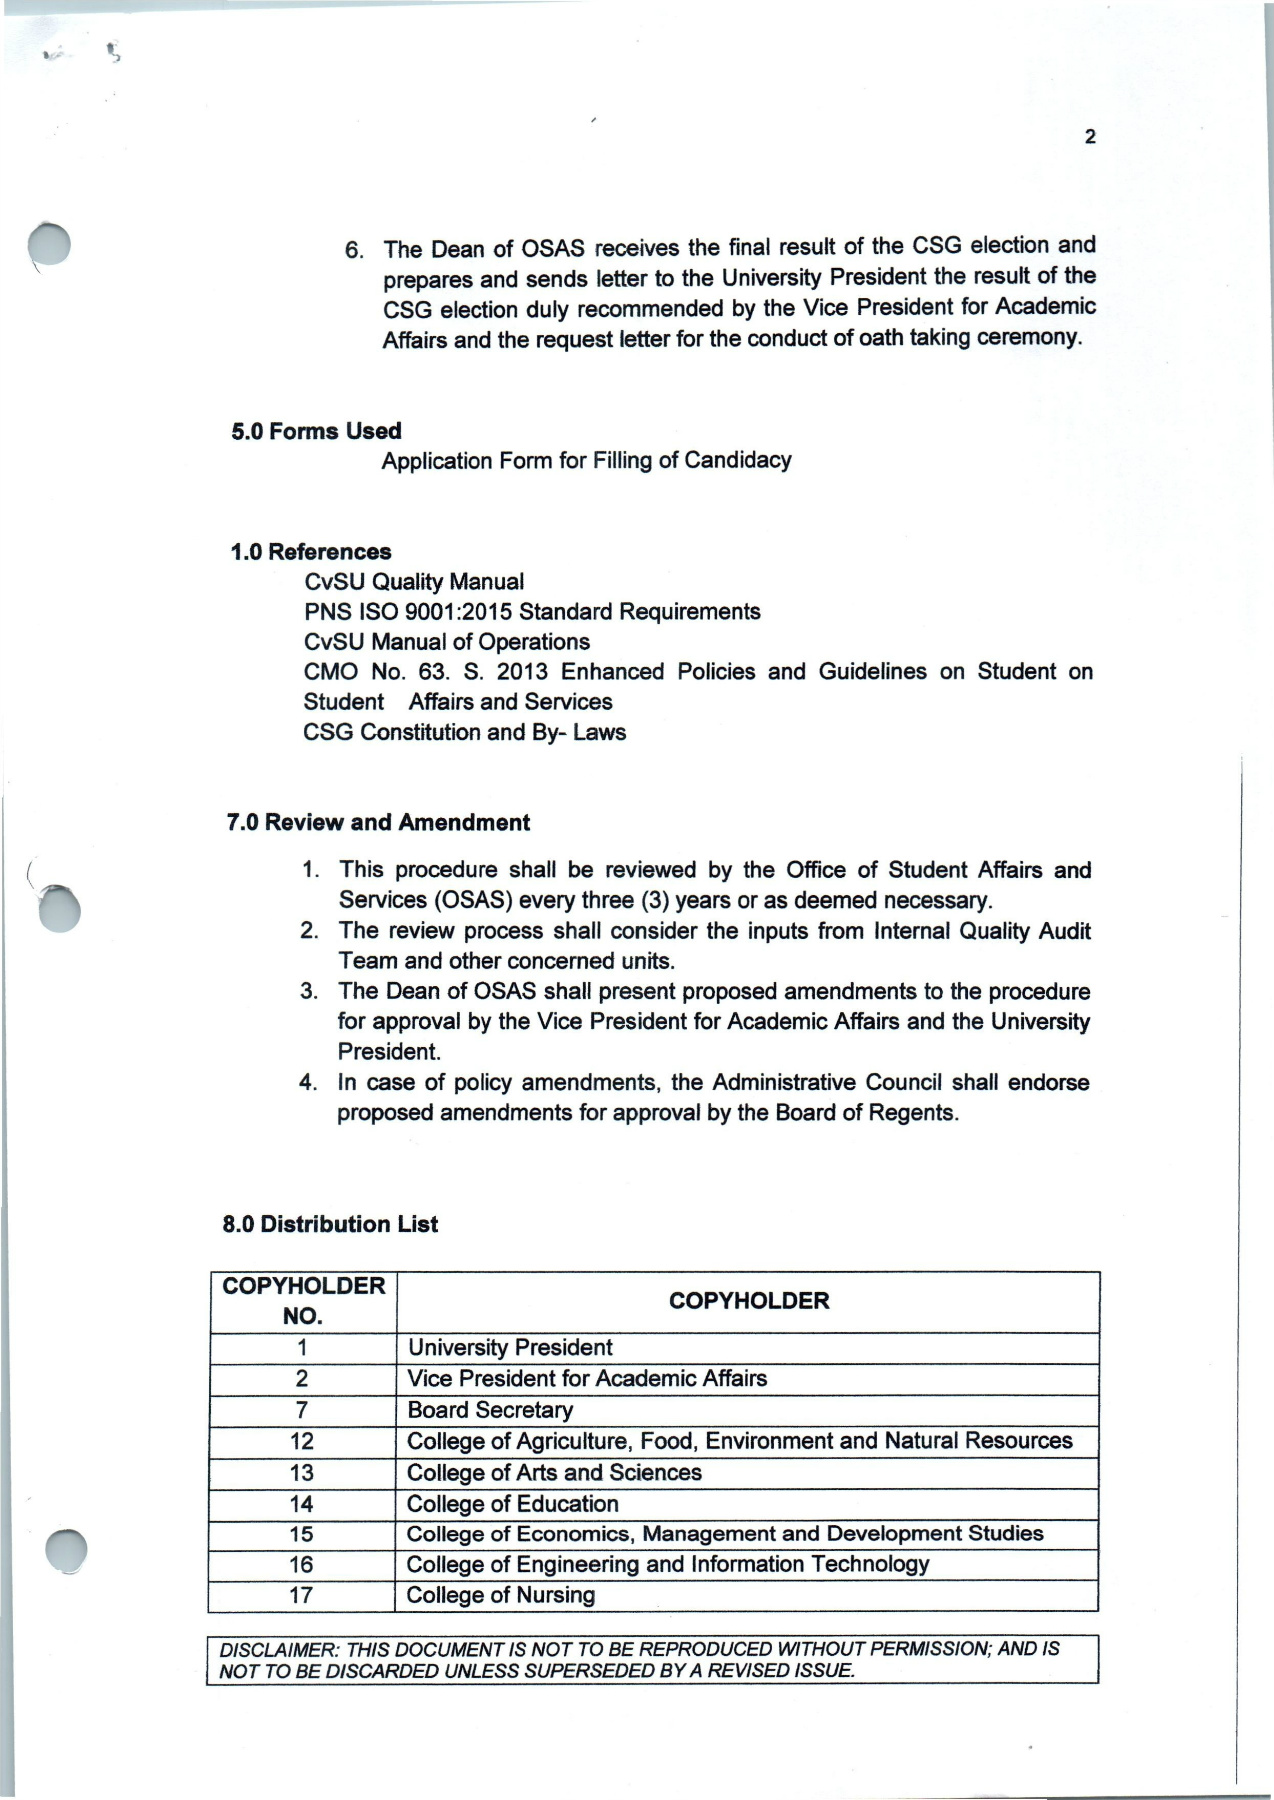 2
6. The Dean of OSAS receives the final result of the CSG election and
prepares and sends letter to the University President the result of the
CSG election duly recommended by the Vice President for Academic
Affairs and the request letter for the conduct of oath taking ceremony.
5.0 Forms Used
Application Form for Filling of Candidacy
1.0 References
CvSU Quality Manual
PNS ISO 9001:2015 Standard Requirements
CvSU Manual of Operations
CMO No. 63. S. 2013 Enhanced Policies and Guidelines on Student on
Student Affairs and Services
CSG Constitution and By- Laws
7.0 Review and Amendment
1. This procedure shall be reviewed by the Office of Student Affairs and
Services (OSAS) every three (3) years or as deemed necessary.
2. The review process shall consider the inputs from Internal Quality Audit
Team and other concerned units.
3. The Dean of OSAS shall present proposed amendments to the procedure
for approval by the Vice President for Academic Affairs and the University
President.
4. In case of policy amendments, the Administrative Council shall endorse
proposed amendments for approval by the Board of Regents.
8.0 Distribution List
COPYHOLDER NO. COPYHOLDER
1 University President
2 Vice President for Academic Affairs
7 Board Secretary
12 College of Agriculture, Food, Environment and Natural Resources
13 College of Arts and Sciences
14 College of Education
15 College of Economics, Management and Development Studies
16 College of Engineering and Information Technology
17 College of Nursing
DISCLAIMER: THIS DOCUMENT IS NOT TO BE REPRODUCED WITHOUT PERMISSION; AND IS
NOT TO BE DISCARDED UNLESS SUPERSEDED BY A REVISED ISSUE.